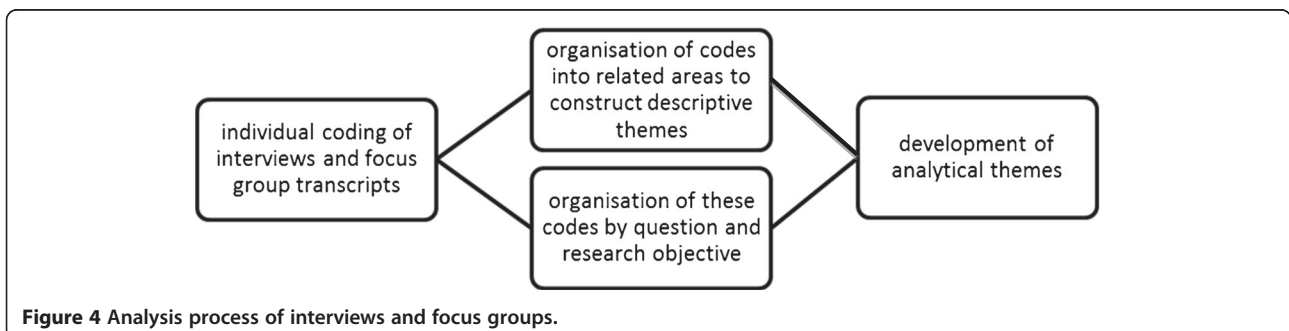 individual coding of
interviews and focus
group transcripts
organisation of codes
into related areas to
construct descriptive
themes
organisation of these
codes by question and
research objective
development of
analytical themes
Figure 4 Analysis process of interviews and focus groups.